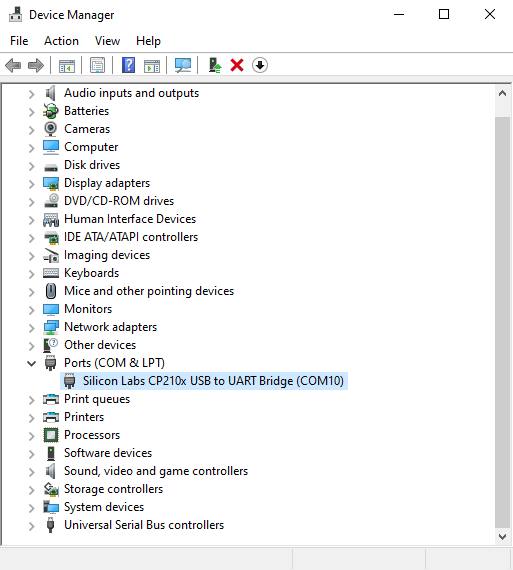 Device Manager
File Action View Help
Audio inputs and outputs
Batteries
Cameras
Computer
Disk drives
Display adapters
DVD/CD-ROM drives
Human Interface Devices
IDE ATA/ATAPI controllers
Imaging devices
Keyboards
Mice and other pointing devices
Monitors
Network adapters
Other devices
Ports (COM & LPT)
Silicon Labs CP210x USB to UART Bridge (COM10)
Print queues
Printers
Processors
Software devices
Sound, video and game controllers
Storage controllers
System devices
Universal Serial Bus controllers